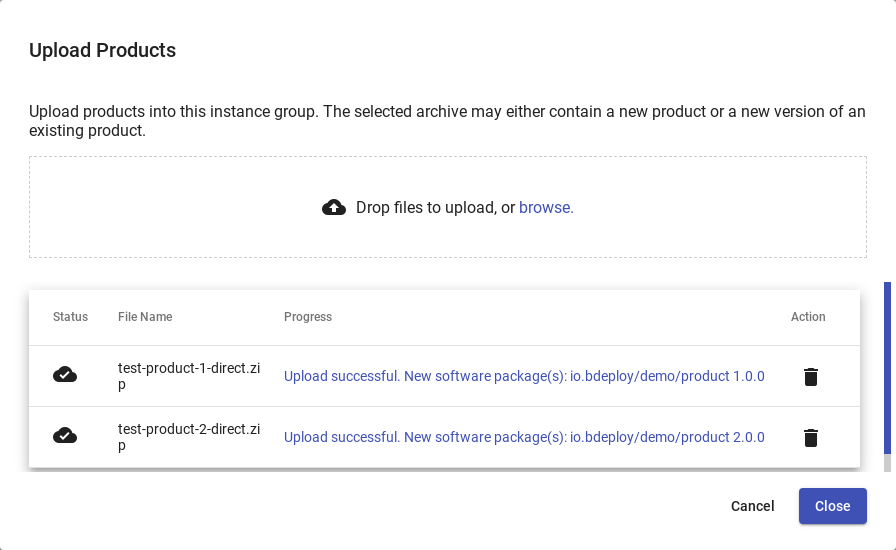 Upload Products
Upload products into this instance group. The selected archive may either contain a new product or a new version of an
existing product.
Drop files to upload, or browse.
Status File Name Progress Action
test-product-1-direct.zi
p
Upload successful. New software package(s): io.bdeploy/demo/product 1.0.0
test-product-2-direct.zi
p
Upload successful. New software package(s): io.bdeploy/demo/product 2.0.0
Cancel Close